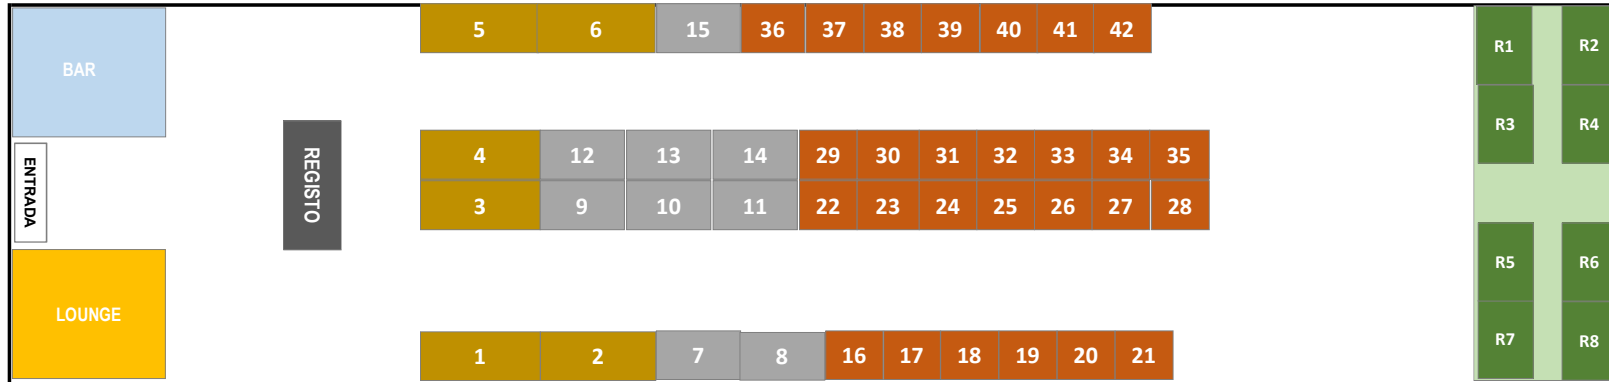 BAR
ENTRADA
LOUNGE
REGISTO
5 6 15 36 37 38 39 40 41 42
4 12 13 14 29 30 31 32 33 34 35
3 9 10 11 22 23 24 25 26 27 28
1 2 7 8 16 17 18 19 20 21
R1 R2
R3 R4
R5 R6
R7 R8